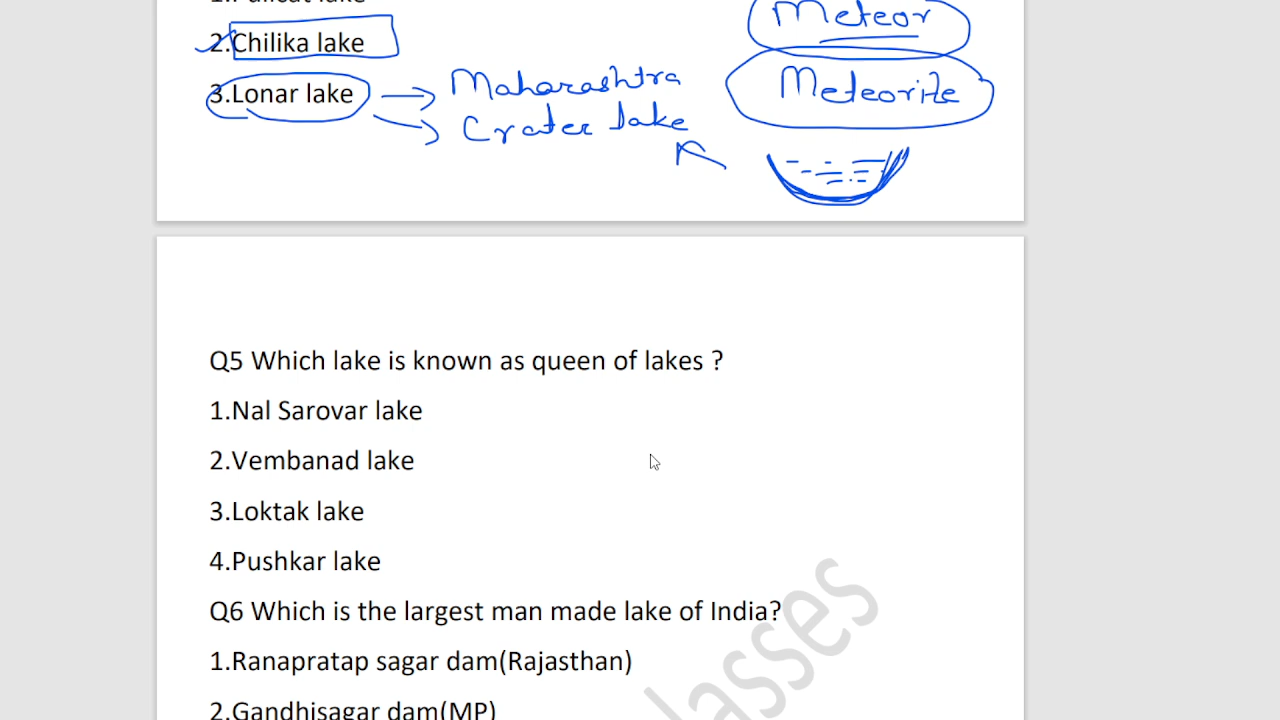 2.Chilika lake
Meteor
3.Lonar lake
Maharashtra
Crater lake
Meteorite
Q5 Which lake is known as queen of lakes ?
1.Nal Sarovar lake
2.Vembanad lake
3.Loktak lake
4.Pushkar lake
Q6 Which is the largest man made lake of India?
1.Ranapratap sagar dam(Rajasthan)
2.Gandhisagar dam(MP)